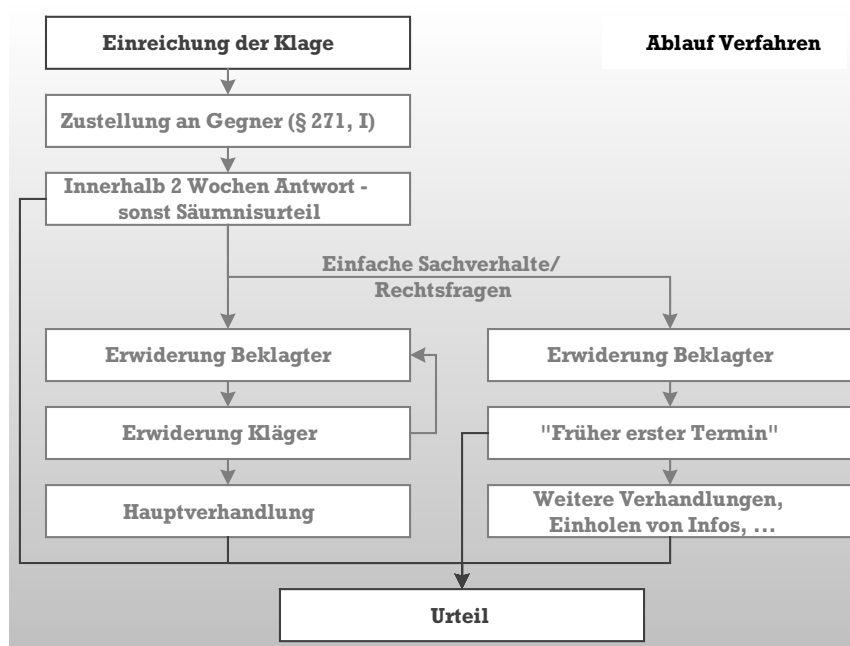 Einreichung der Klage
Ablauf Verfahren
Zustellung an Gegner (§ 271, I)
Innerhalb 2 Wochen Antwort -
sonst Säumnisurteil
Einfache Sachverhalte/
Rechtsfragen
Erwiderung Beklagter
Erwiderung Beklagter
Erwiderung Kläger
"Früher erster Termin"
Hauptverhandlung
Weitere Verhandlungen,
Einholen von Infos, ...
Urteil